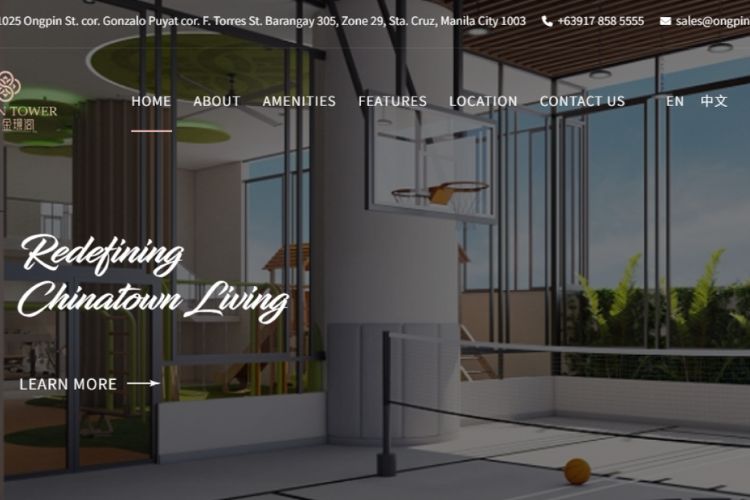 1025 Ongpin St. cor. Gonzalo Puyat cor. F. Torres St. Barangay 305, Zone 29, Sta. Cruz, Manila City 1003 +63917 858 5555 sales@ongpin
N TOWER
金璟阁
HOME ABOUT AMENITIES FEATURES LOCATION CONTACT US EN 中文
Redefining
Chinatown Living
LEARN MORE